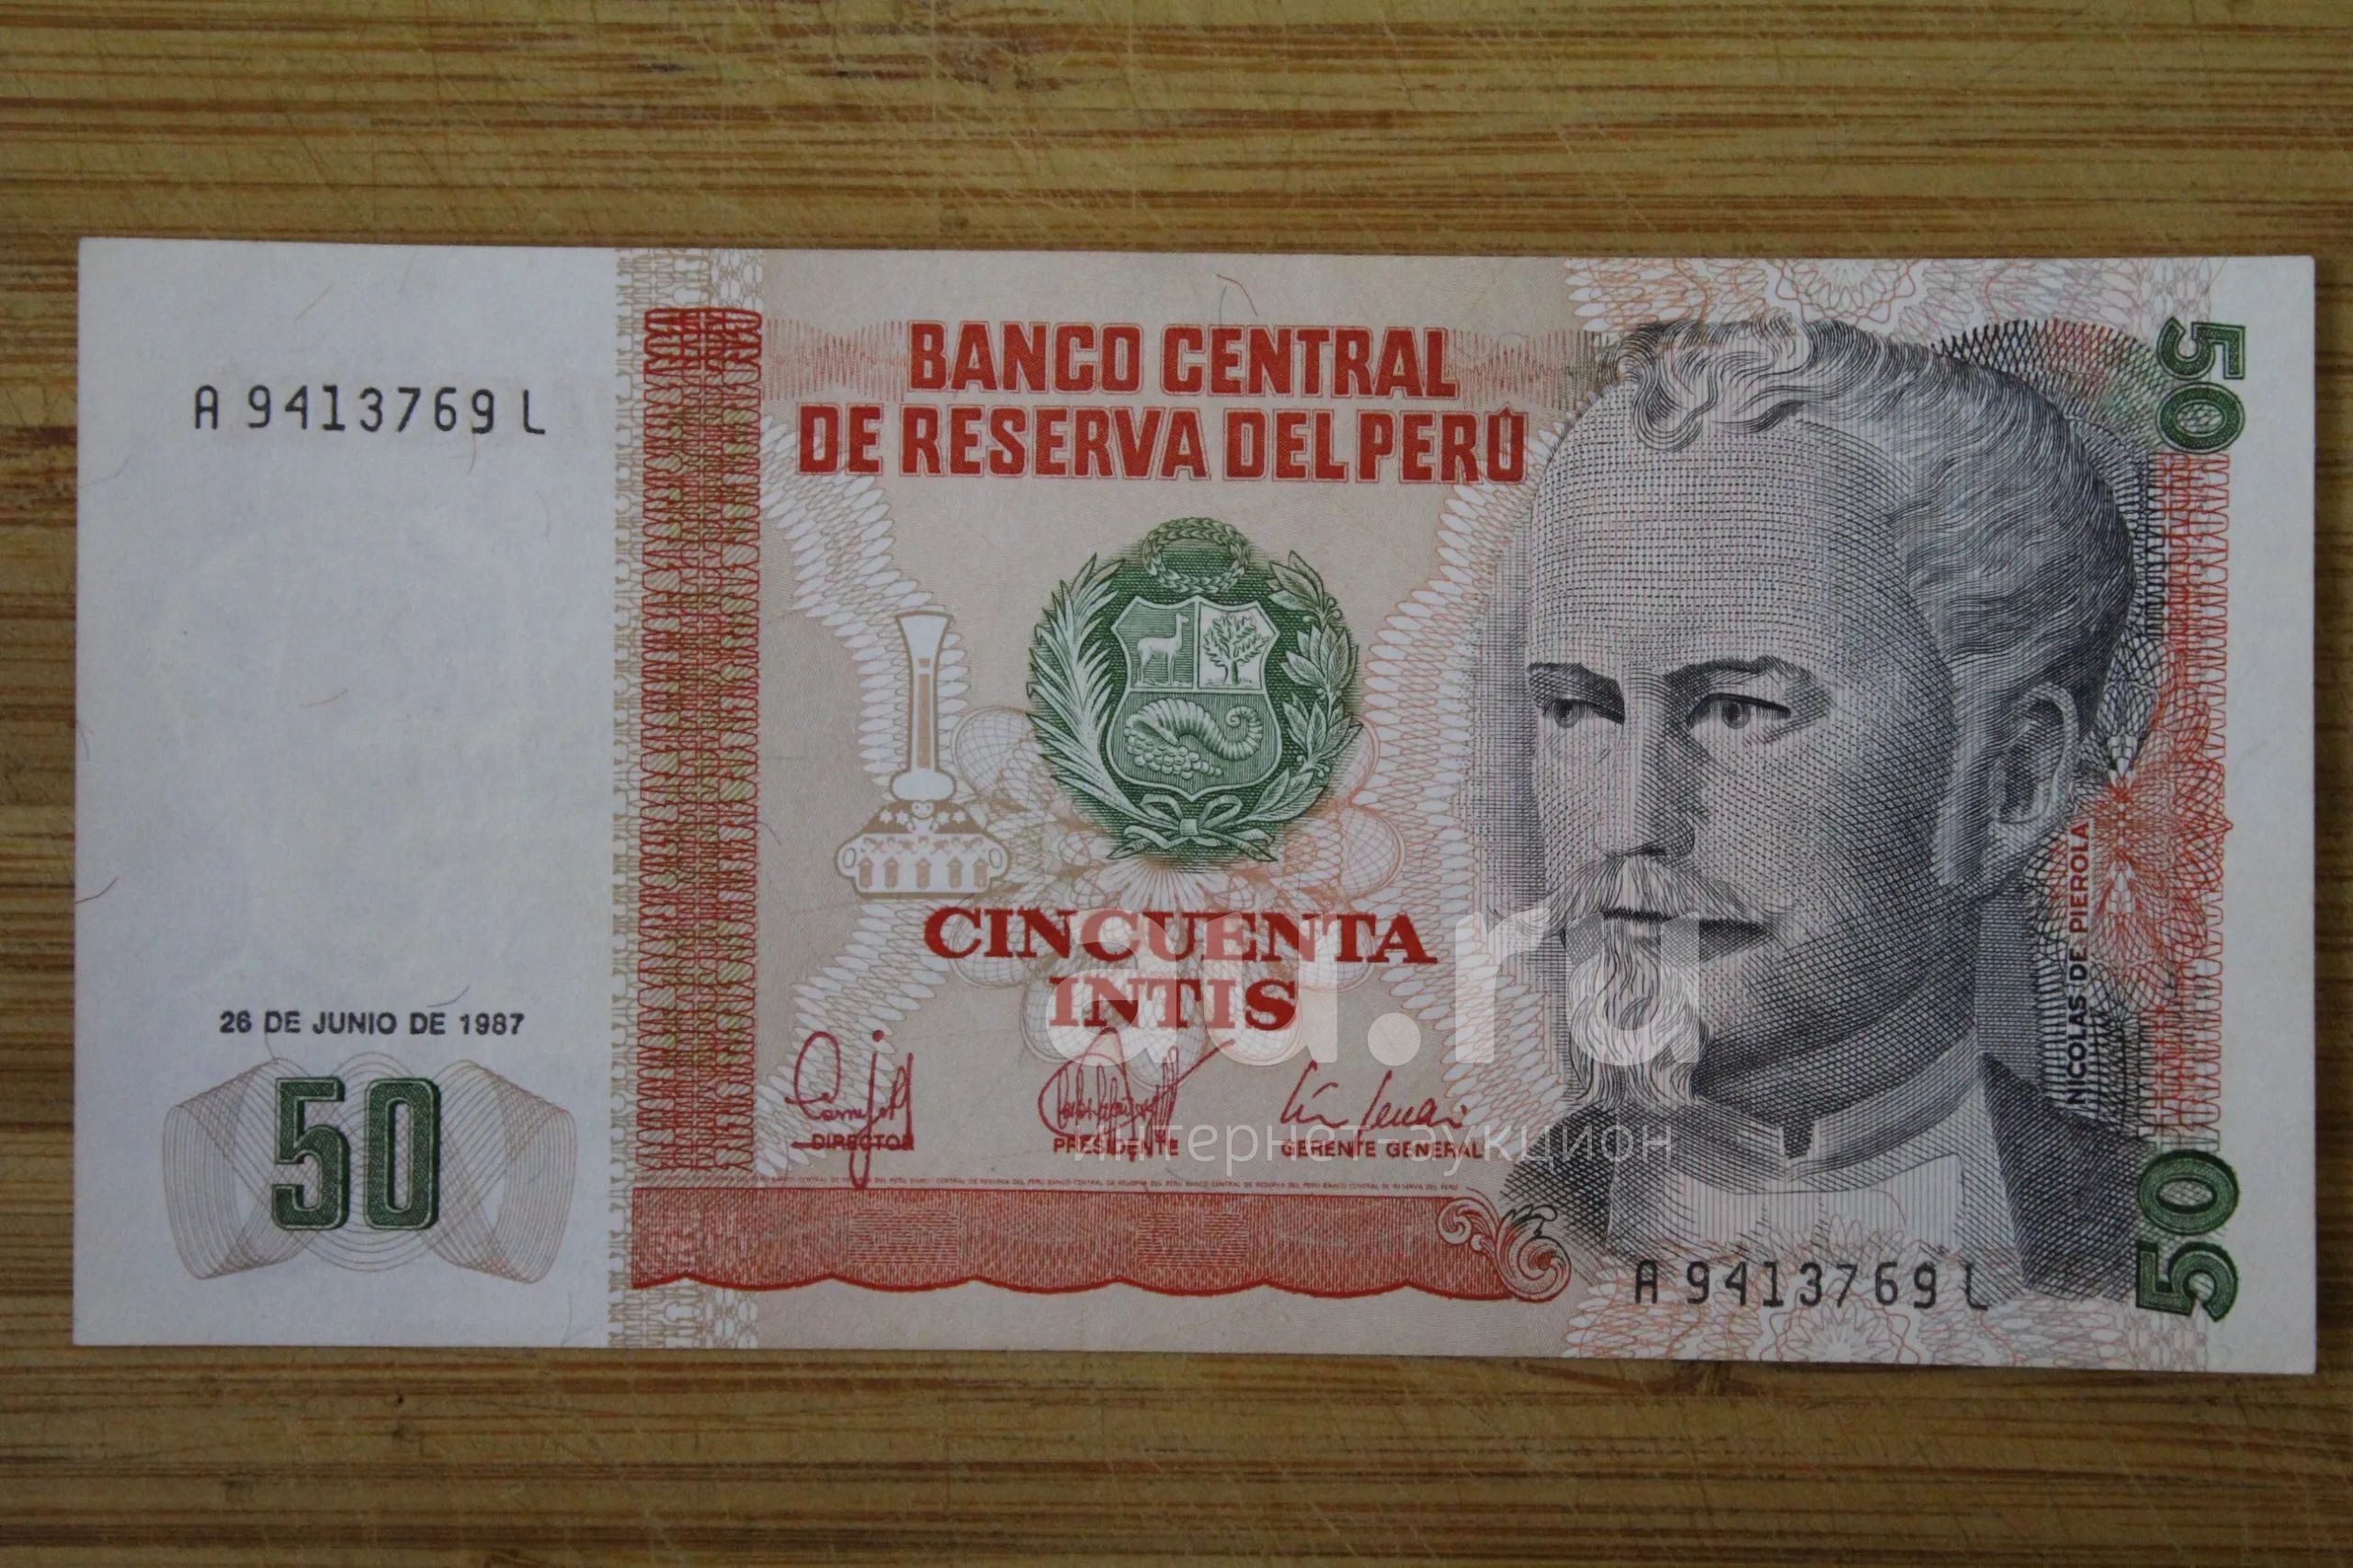 A 9413769 L
BANCO CENTRAL
DE RESERVA DEL PERÚ
50
CINCUENTA
INTIS
au.ru
интернет-аукцион
26 DE JUNIO DE 1987
50
DIRECTOR
PRESIDENTE
GERENTE GENERAL
NICOLAS DE PIEROLA
A 9413769 L
50